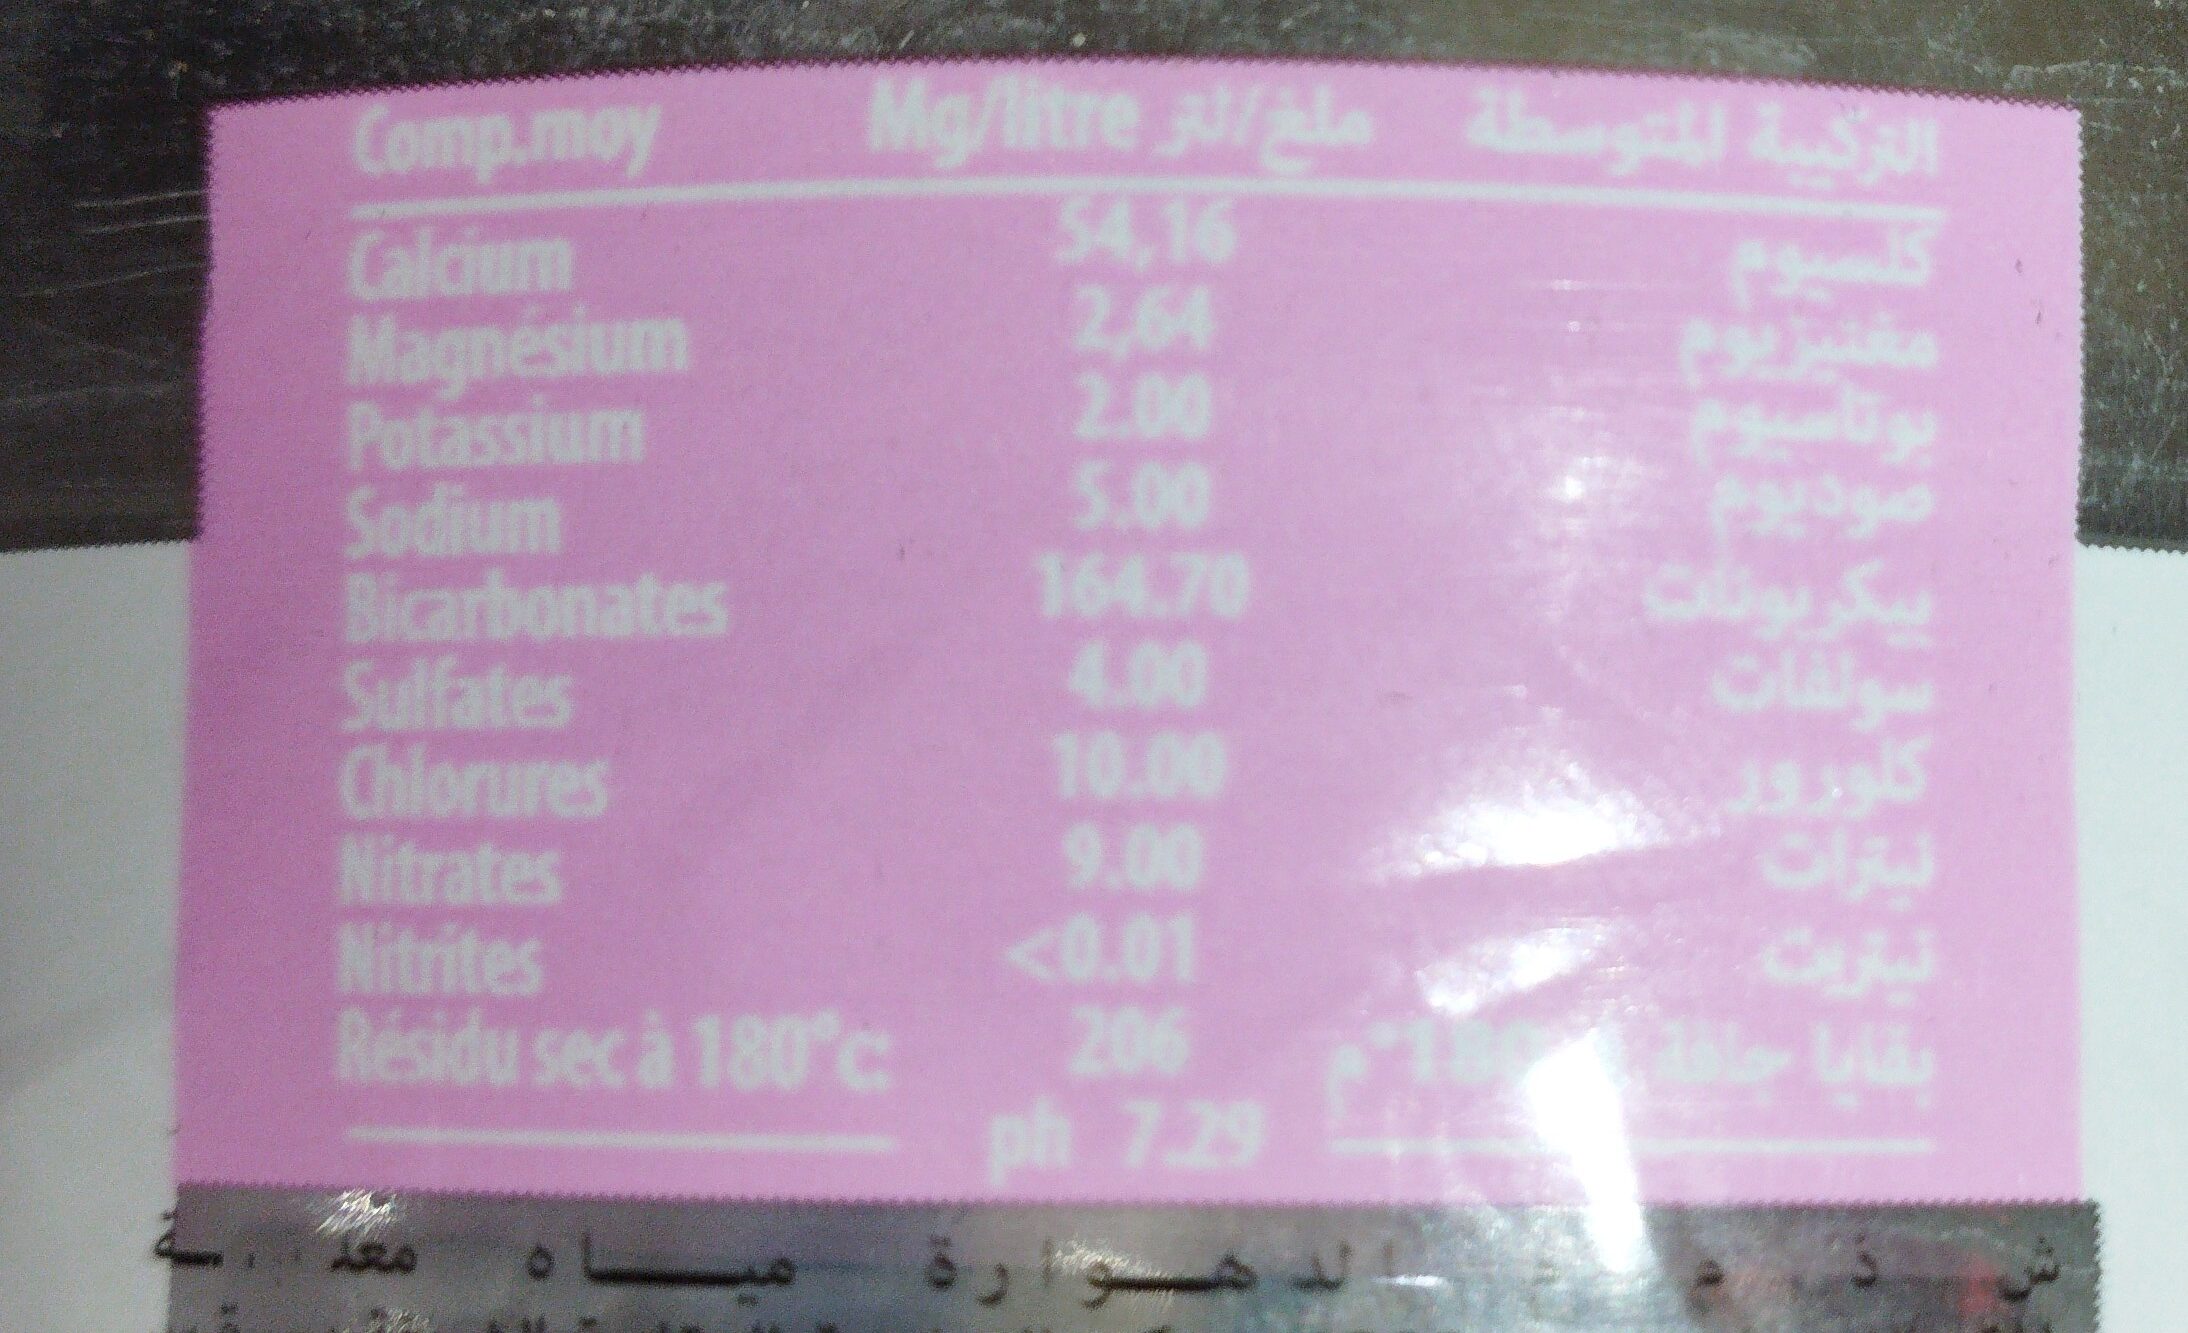 Comp.moy Mg/litre ملغ/لتر التركيبة المتوسطة
Calcium 54,16 كلسيوم
Magnésium 2,64 مغنيزيوم
Potassium 2.00 بوتاسيوم
Sodium 5.00 صوديوم
Bicarbonates 164.70 بيكربونات
Sulfates 4.00 سولفات
Chlorures 10.00 كلورور
Nitrates 9.00 نيترات
Nitrites <0.01 نيتريت
Résidu sec à 180°c 206 بقايا جافة 180°م
ph 7.29
ش ذ م م الدهوارة مياه معدنية